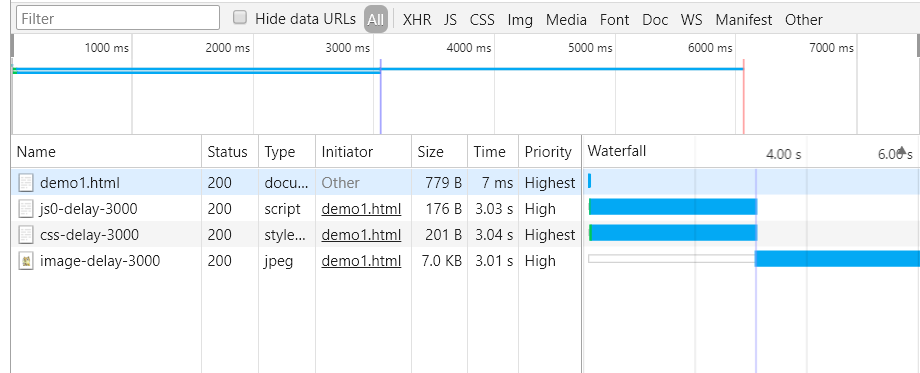 Filter Hide data URLs All XHR JS CSS Img Media Font Doc WS Manifest Other
1000 ms 2000 ms 3000 ms 4000 ms 5000 ms 6000 ms 7000 ms
Name Status Type Initiator Size Time Priority Waterfall 4.00 s 6.00 s
demo1.html 200 docu... Other 779 B 7 ms Highest
js0-delay-3000 200 script demo1.html 176 B 3.03 s High
css-delay-3000 200 style... demo1.html 201 B 3.04 s Highest
image-delay-3000 200 jpeg demo1.html 7.0 KB 3.01 s High